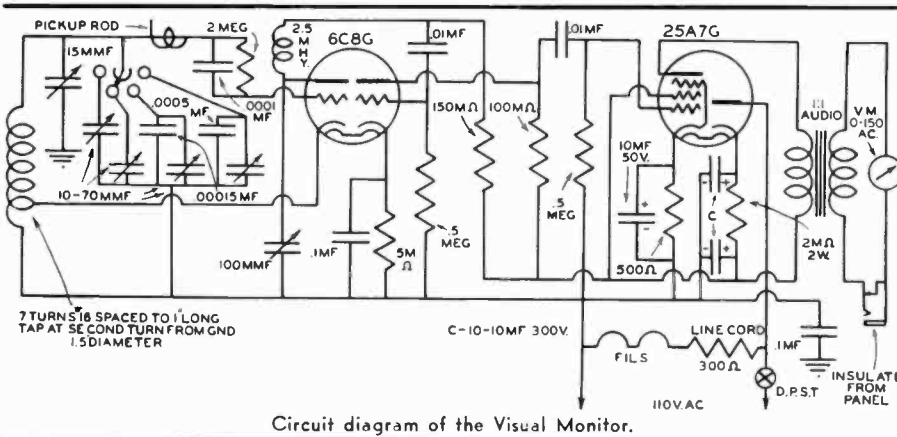 PICKUP ROD
2 MEG
2.5
MHY.
6C8G
.01MF
.01MF
25A7G
15MMF
.0005
MF
MF
.0001
MF
150MΩ
100MΩ
1:1
AUDIO
V.M.
0-150
AC.
10MF
50V.
10-70MMF
.00015MF
.5
MEG
.5
MEG
C
100MMF
.1MF
5M
Ω
500Ω
2MΩ
2W.
7 TURNS 16 SPACED TO 1" LONG
TAP AT SECOND TURN FROM GND
1.5 DIAMETER
C-10-10MF 300V.
LINE CORD
FILS
300Ω
.1MF
D.P.S.T
110V.AC
INSULATE
FROM
PANEL
Circuit diagram of the Visual Monitor.